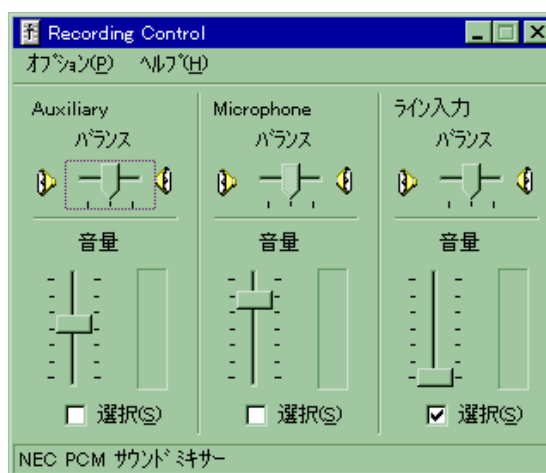 Recording Control
オプション(P) ヘルプ(H)
Auxiliary
バランス
音量
選択(S)
Microphone
バランス
音量
選択(S)
ライン入力
バランス
音量
選択(S)
NEC PCM サウンド ミキサー